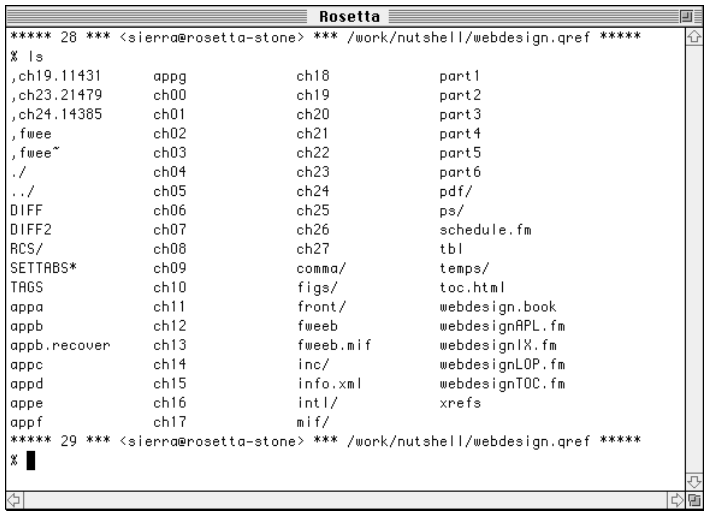 Rosetta
***** 28 *** <sierra@rosetta-stone> *** /work/nutshell/webdesign.qref *****
% ls
,ch19.11431 appg ch18 part1
,ch23.21479 ch00 ch19 part2
,ch24.14385 ch01 ch20 part3
,fwee ch02 ch21 part4
,fwee~ ch03 ch22 part5
./ ch04 ch23 part6
../ ch05 ch24 pdf/
DIFF ch06 ch25 ps/
DIFF2 ch07 ch26 schedule.fm
RCS/ ch08 ch27 tbl
SETTABS* ch09 comma/ temps/
TAGS ch10 figs/ toc.html
appa ch11 front/ webdesign.book
appb ch12 fweeb webdesignAPL.fm
appb.recover ch13 fweeb.mif webdesignIX.fm
appc ch14 inc/ webdesignLOP.fm
appd ch15 info.xml webdesignTOC.fm
appe ch16 intl/ xrefs
appf ch17 mif/
***** 29 *** <sierra@rosetta-stone> *** /work/nutshell/webdesign.qref *****
%